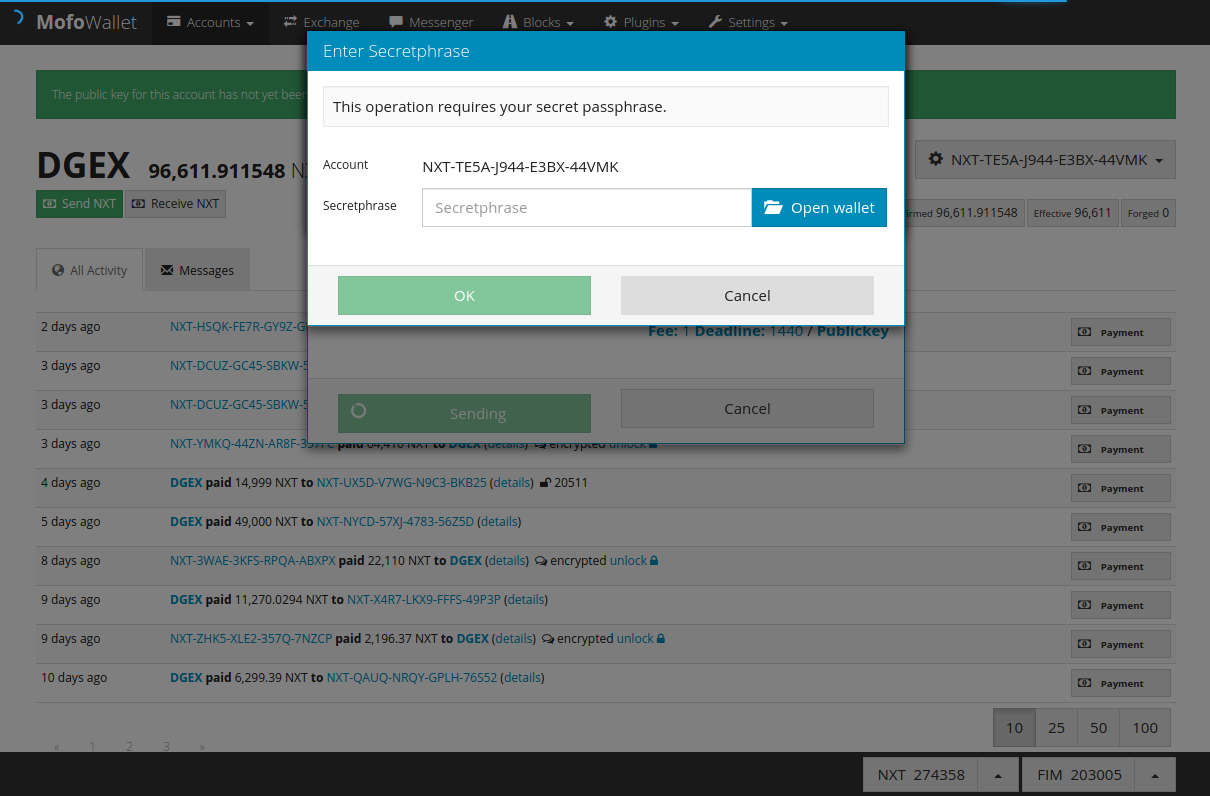 MofoWallet Accounts Exchange Messenger Blocks Plugins Settings
Enter Secretphrase
The public key for this account has not yet been
This operation requires your secret passphrase.
DGEX 96,611.911548
NXT-TE5A-J944-E3BX-44VMK
Account NXT-TE5A-J944-E3BX-44VMK
Send NXT Receive NXT
Secretphrase Secretphrase Open wallet
96,611.911548 Effective 96,611 Forged 0
All Activity Messages
OK Cancel
2 days ago NXT-HSQK-FE7R-GY9Z-G Payment
Fee: 1 Deadline: 1440 / Publickey
3 days ago NXT-DCUZ-GC45-SBKW-5 Payment
3 days ago NXT-DCUZ-GC45-SBKW-5 Payment
Sending Cancel
3 days ago NXT-YMKQ-44ZN-AR8F- paid 64,410 NXT to DGEX (details) encrypted unlock Payment
4 days ago DGEX paid 14,999 NXT to NXT-UX5D-V7WG-N9C3-BKB25 (details) 20511 Payment
5 days ago DGEX paid 49,000 NXT to NXT-NYCD-57XJ-4783-56Z5D (details) Payment
8 days ago NXT-3WAE-3KFS-RPQA-ABXPX paid 22,110 NXT to DGEX (details) encrypted unlock Payment
9 days ago DGEX paid 11,270.0294 NXT to NXT-X4R7-LKX9-FFFS-49P3P (details) Payment
9 days ago NXT-ZHK5-XLE2-357Q-7NZCP paid 2,196.37 NXT to DGEX (details) encrypted unlock Payment
10 days ago DGEX paid 6,299.39 NXT to NXT-QAUQ-NRQY-GPLH-76S52 (details) Payment
10 25 50 100
« 1 2 3 »
NXT 274358 FIM 203005